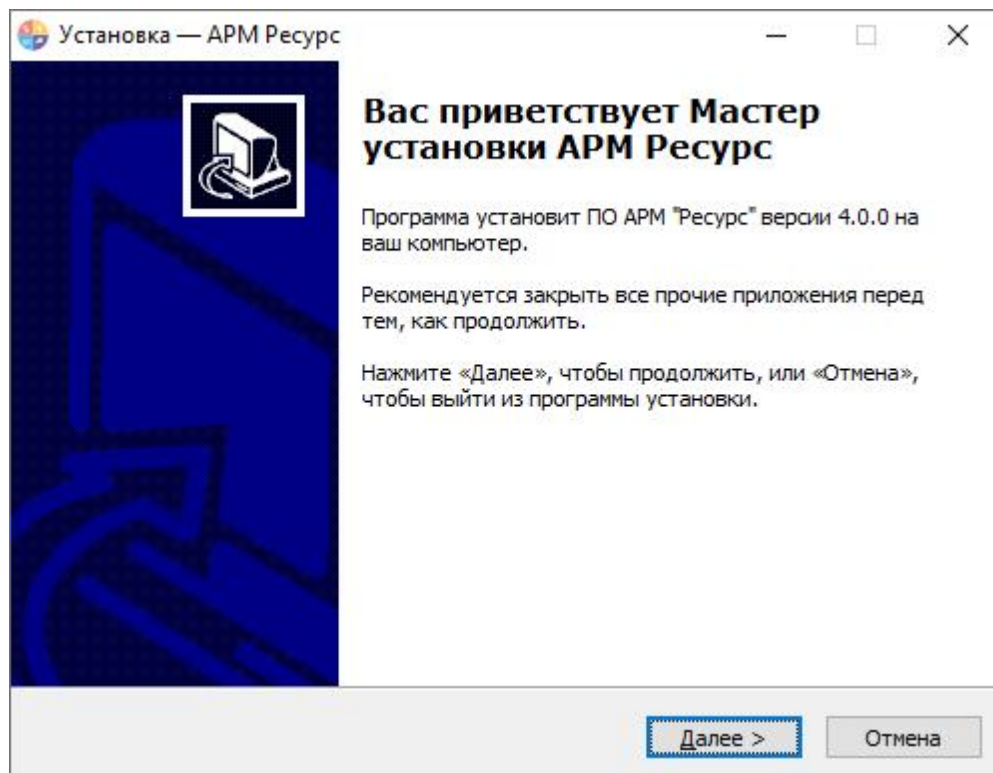 Установка — АРМ Ресурс
Вас приветствует Мастер
установки АРМ Ресурс
Программа установит ПО АРМ "Ресурс" версии 4.0.0 на
ваш компьютер.
Рекомендуется закрыть все прочие приложения перед
тем, как продолжить.
Нажмите «Далее», чтобы продолжить, или «Отмена»,
чтобы выйти из программы установки.
Далее >
Отмена